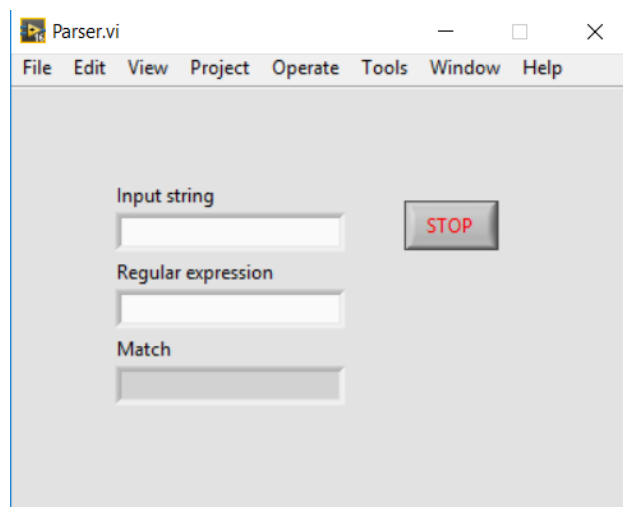 Parser.vi
File Edit View Project Operate Tools Window Help
Input string
STOP
Regular expression
Match